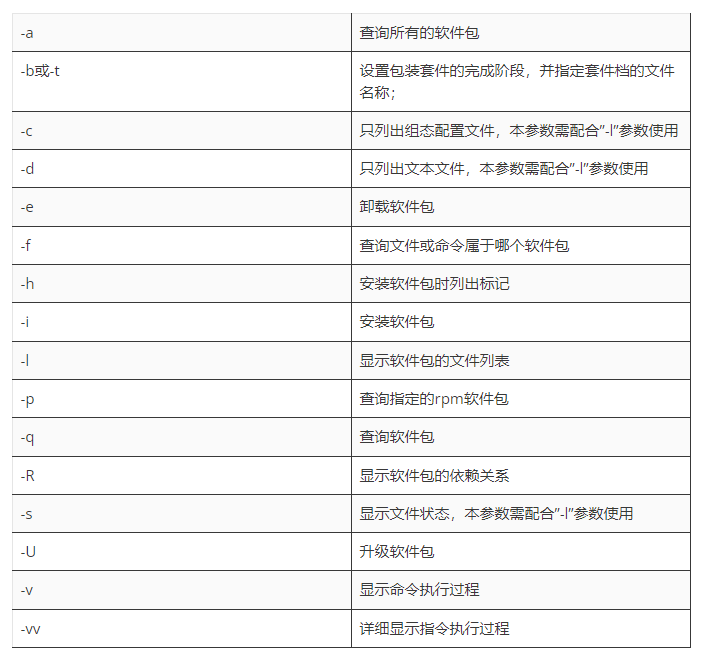 -a 查询所有的软件包
-b或-t 设置包装套件的完成阶段，并指定套件档的文件
名称；
-c 只列出组态配置文件，本参数需配合”-l”参数使用
-d 只列出文本文件，本参数需配合”-l”参数使用
-e 卸载软件包
-f 查询文件或命令属于哪个软件包
-h 安装软件包时列出标记
-i 安装软件包
-l 显示软件包的文件列表
-p 查询指定的rpm软件包
-q 查询软件包
-R 显示软件包的依赖关系
-s 显示文件状态，本参数需配合”-l”参数使用
-U 升级软件包
-v 显示命令执行过程
-vv 详细显示指令执行过程